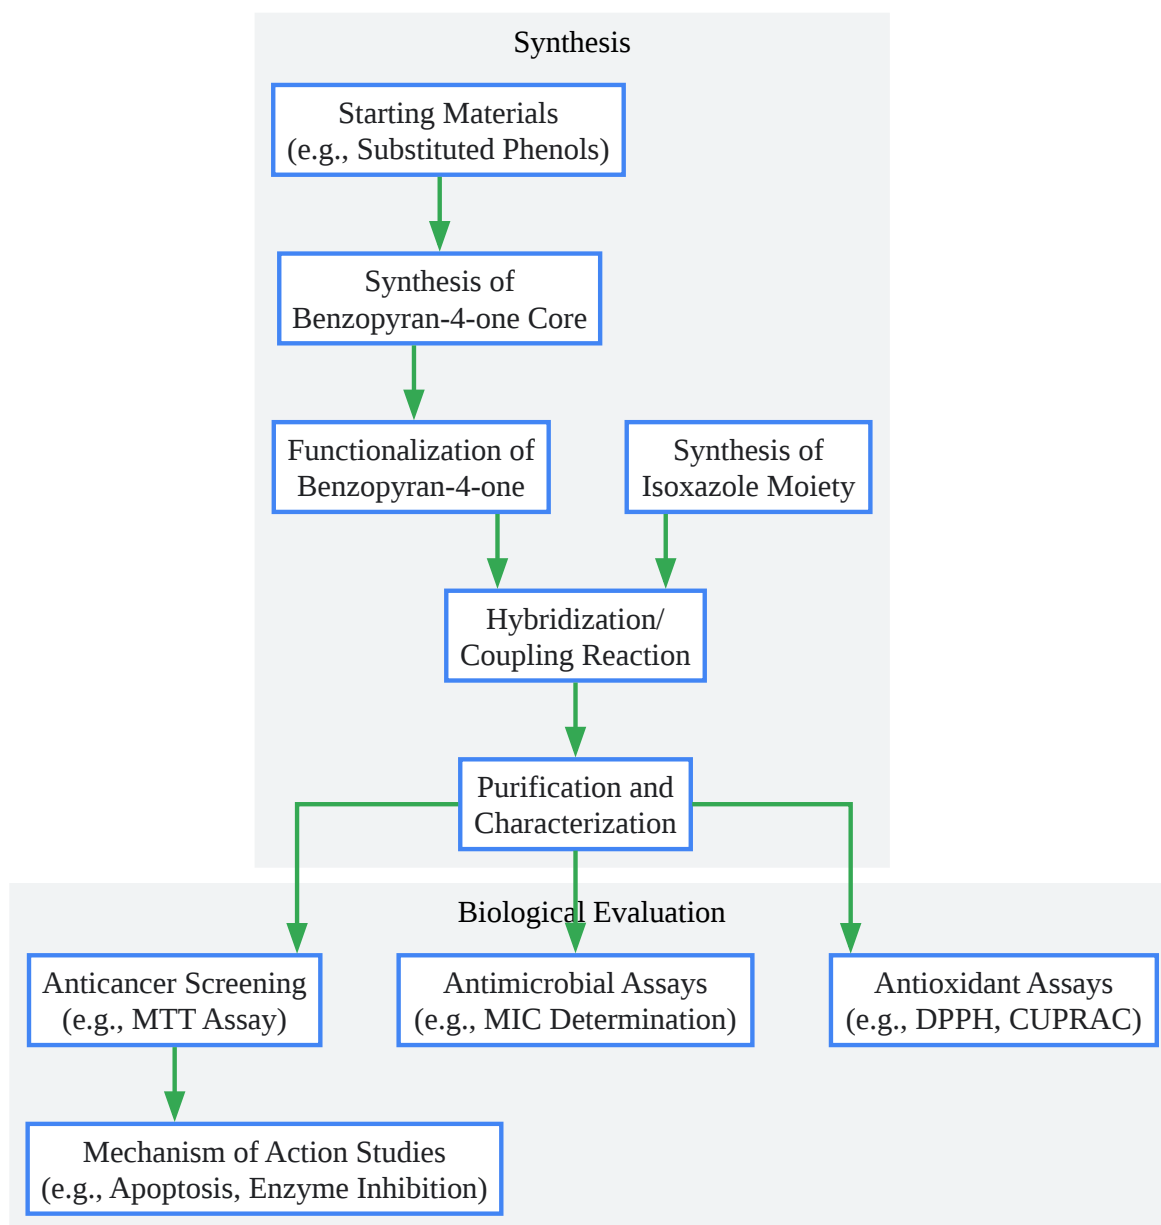 Synthesis
Starting Materials
(e.g., Substituted Phenols)
Synthesis of
Benzopyran-4-one Core
Functionalization of
Benzopyran-4-one
Synthesis of
Isoxazole Moiety
Hybridization/
Coupling Reaction
Purification and
Characterization
Biological Evaluation
Anticancer Screening
(e.g., MTT Assay)
Antimicrobial Assays
(e.g., MIC Determination)
Antioxidant Assays
(e.g., DPPH, CUPRAC)
Mechanism of Action Studies
(e.g., Apoptosis, Enzyme Inhibition)